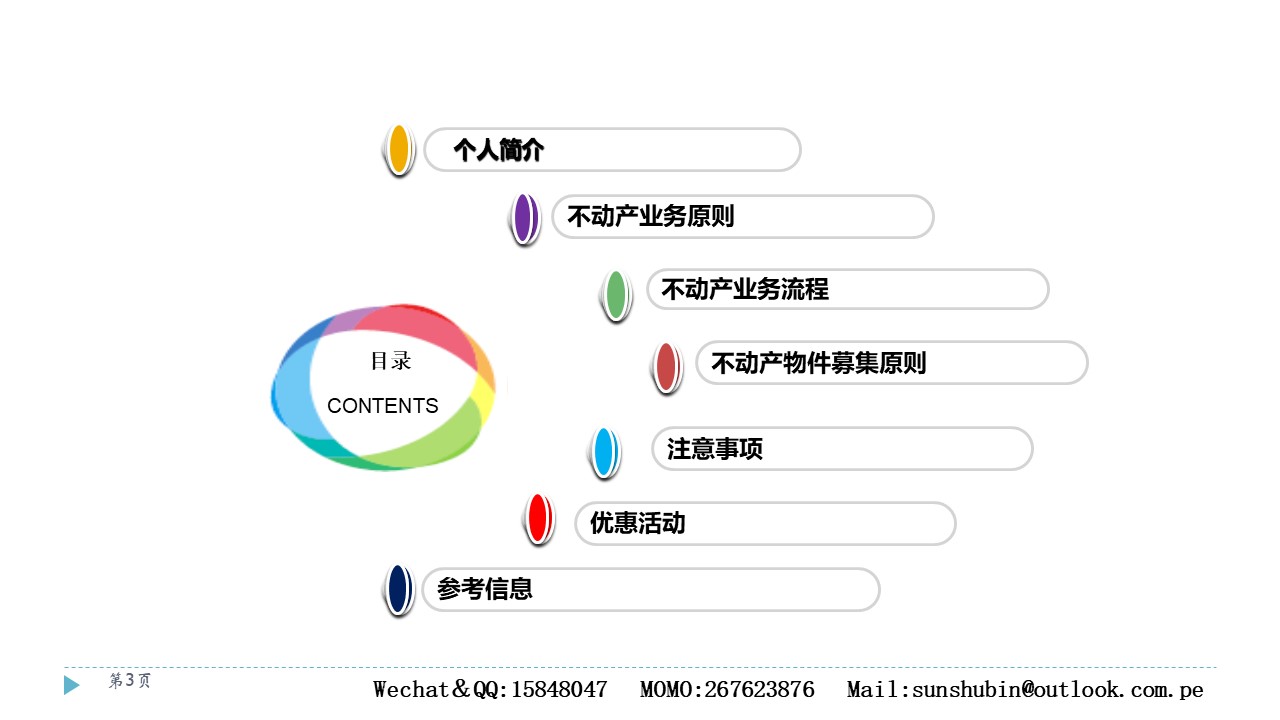 个人简介
不动产业务原则
不动产业务流程
不动产物件募集原则
目录
CONTENTS
注意事项
优惠活动
参考信息
第3页
Wechat&QQ:15848047 MOMO:267623876 Mail:sunshubin@outlook.com.pe